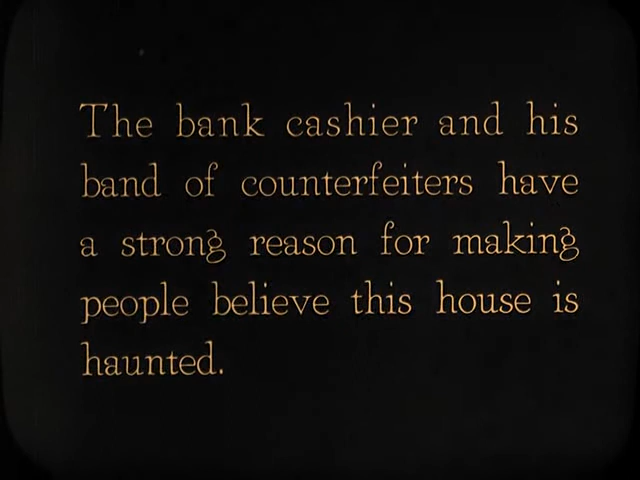 The bank cashier and his
band of counterfeiters have
a strong reason for making
people believe this house is
haunted.